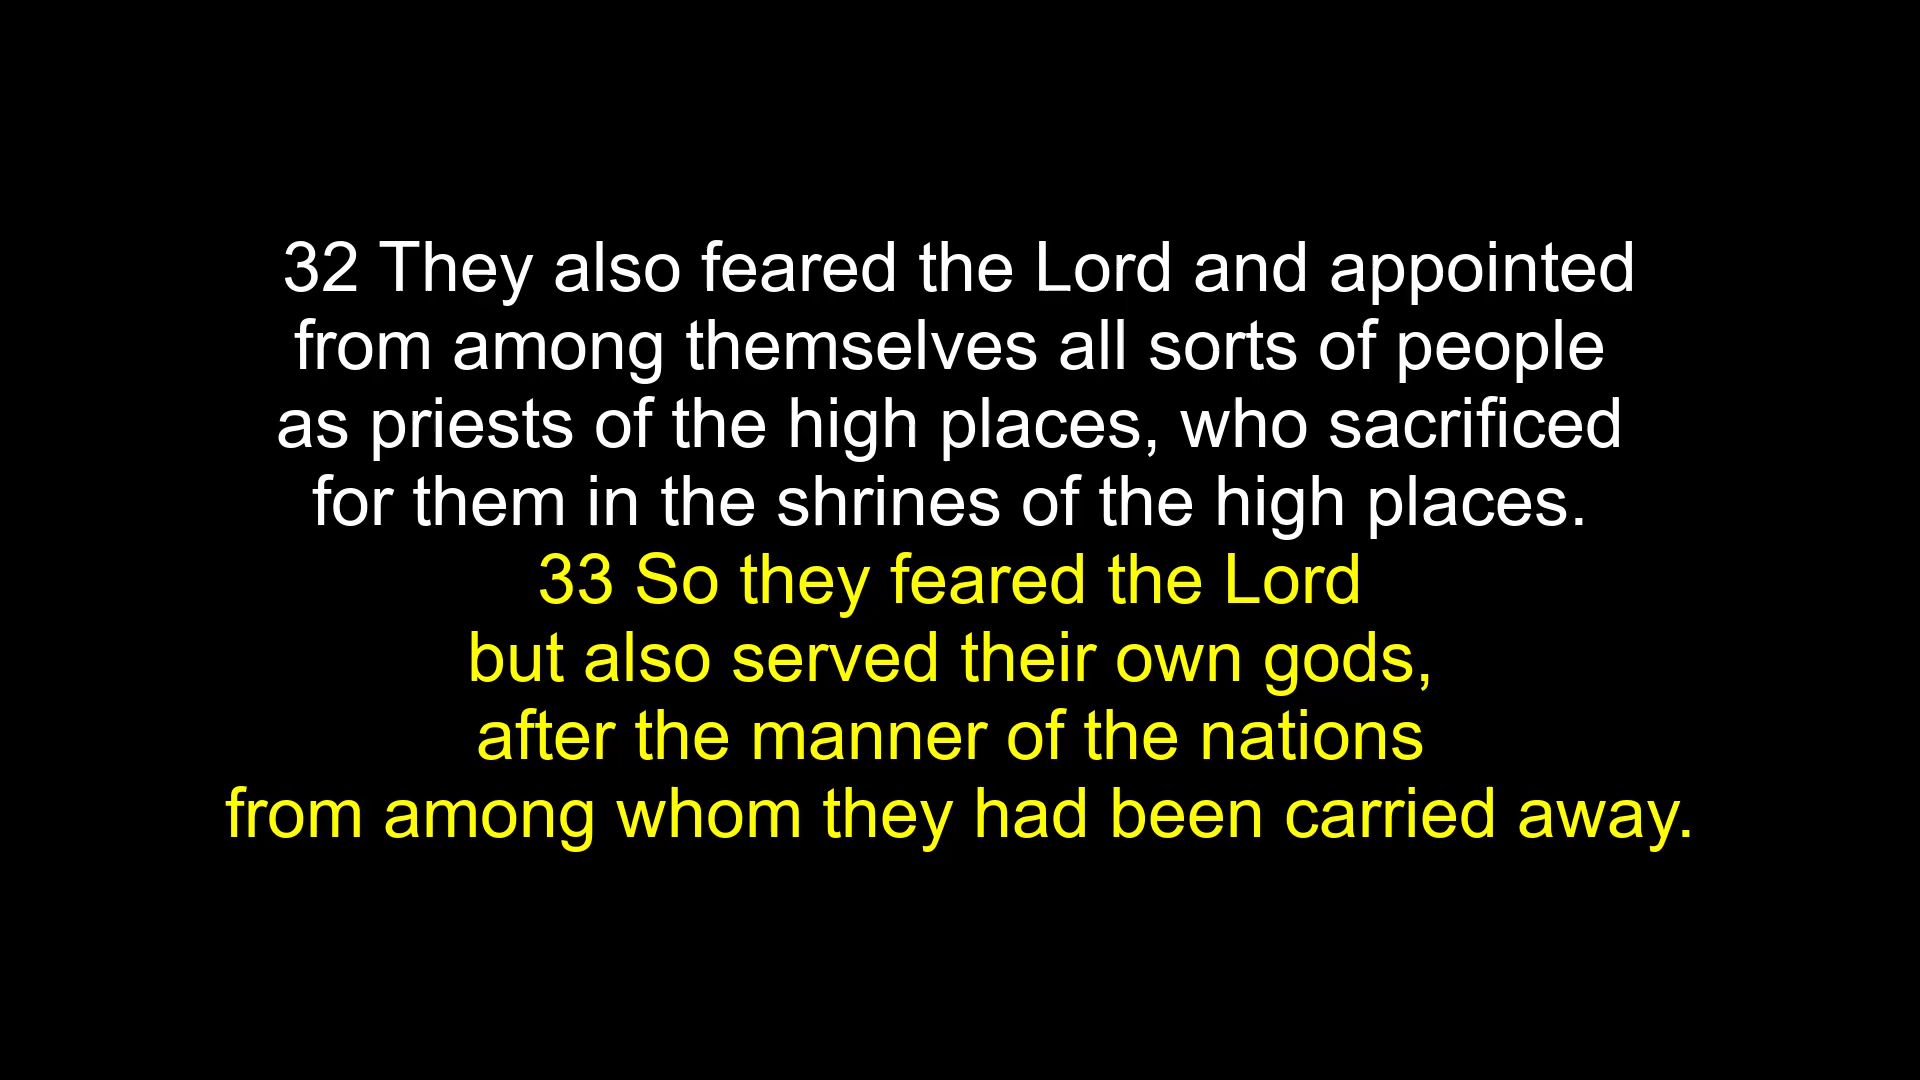 32 They also feared the Lord and appointed
from among themselves all sorts of people
as priests of the high places, who sacrificed
for them in the shrines of the high places.
33 So they feared the Lord
but also served their own gods,
after the manner of the nations
from among whom they had been carried away.